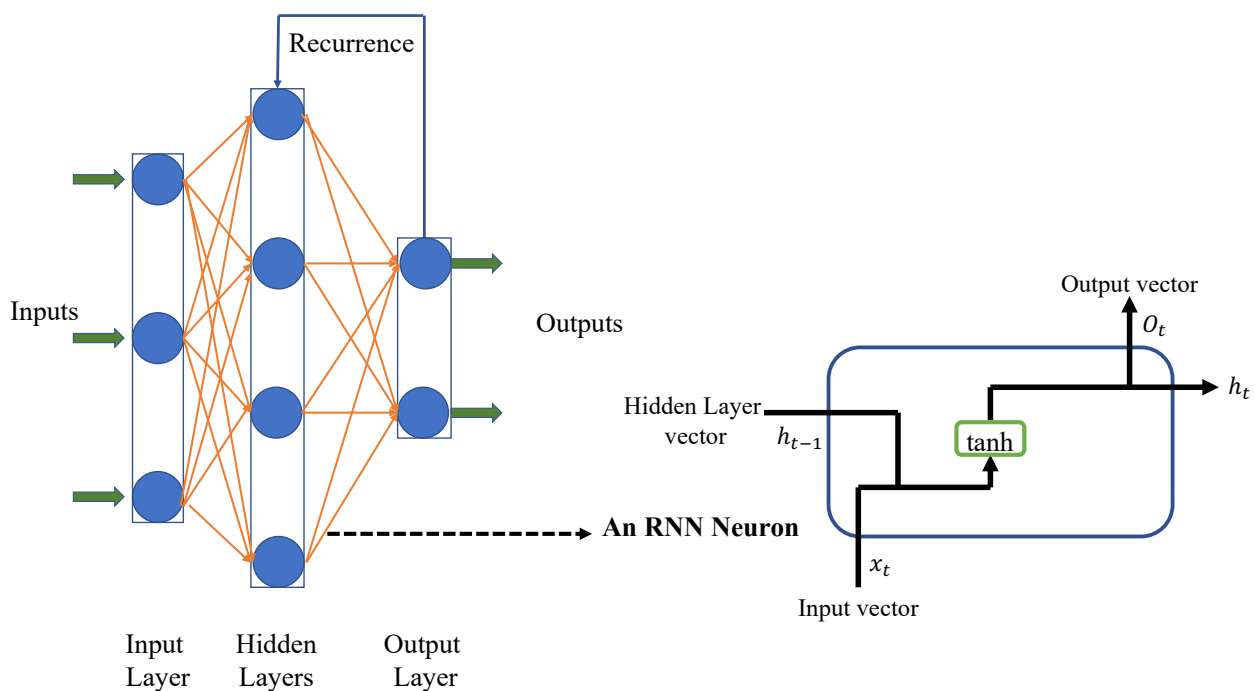 Recurrence
Inputs
Outputs
An RNN Neuron
Input
Layer
Hidden
Layers
Output
Layer
Output vector
O_t
h_t
Hidden Layer
vector
h_{t−1}
tanh
x_t
Input vector